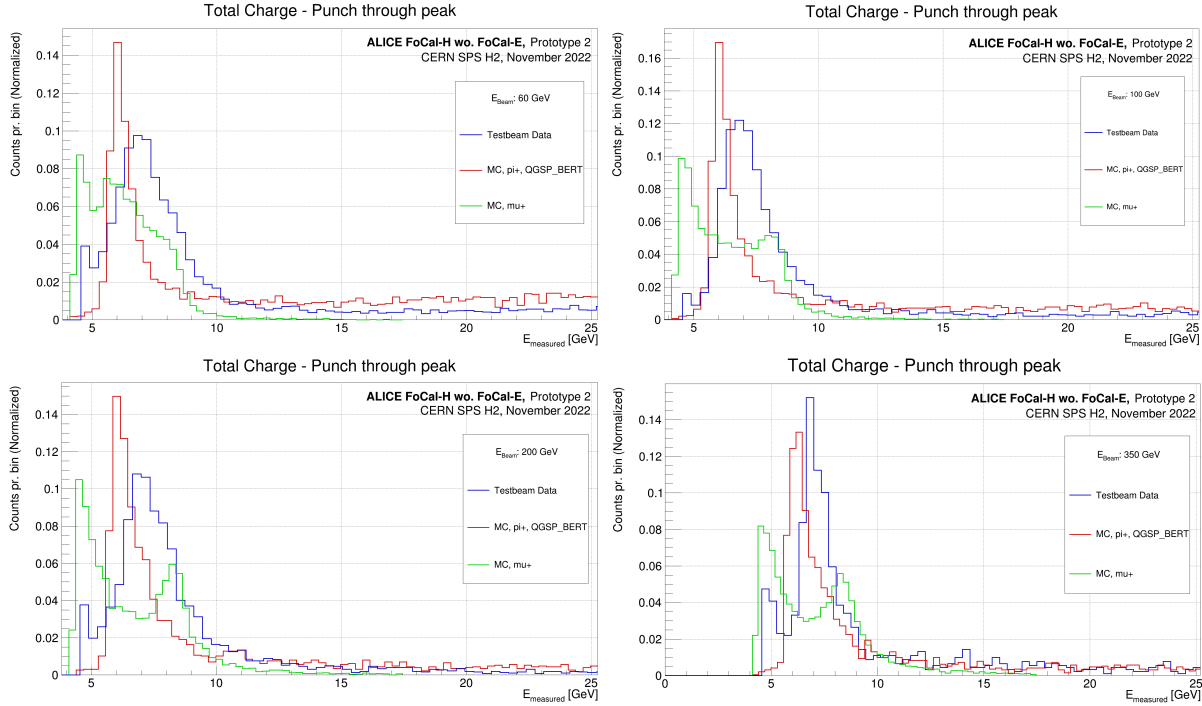 Total Charge - Punch through peak
Counts pr. bin (Normalized)
0.14
0.12
0.1
0.08
0.06
0.04
0.02
0
ALICE FoCal-H wo. FoCal-E, Prototype 2
CERN SPS H2, November 2022
E_Beam: 60 GeV
Testbeam Data
MC, pi+, QGSP_BERT
MC, mu+
5 10 15 20 25
E_measured [GeV]
Total Charge - Punch through peak
Counts pr. bin (Normalized)
0.16
0.14
0.12
0.1
0.08
0.06
0.04
0.02
0
ALICE FoCal-H wo. FoCal-E, Prototype 2
CERN SPS H2, November 2022
E_Beam: 100 GeV
Testbeam Data
MC, pi+, QGSP_BERT
MC, mu+
5 10 15 20 25
E_measured [GeV]
Total Charge - Punch through peak
Counts pr. bin (Normalized)
0.14
0.12
0.1
0.08
0.06
0.04
0.02
0
ALICE FoCal-H wo. FoCal-E, Prototype 2
CERN SPS H2, November 2022
E_Beam: 200 GeV
Testbeam Data
MC, pi+, QGSP_BERT
MC, mu+
5 10 15 20 25
E_measured [GeV]
Total Charge - Punch through peak
Counts pr. bin (Normalized)
0.14
0.12
0.1
0.08
0.06
0.04
0.02
0
ALICE FoCal-H wo. FoCal-E, Prototype 2
CERN SPS H2, November 2022
E_Beam: 350 GeV
Testbeam Data
MC, pi+, QGSP_BERT
MC, mu+
0 5 10 15 20 25
E_measured [GeV]